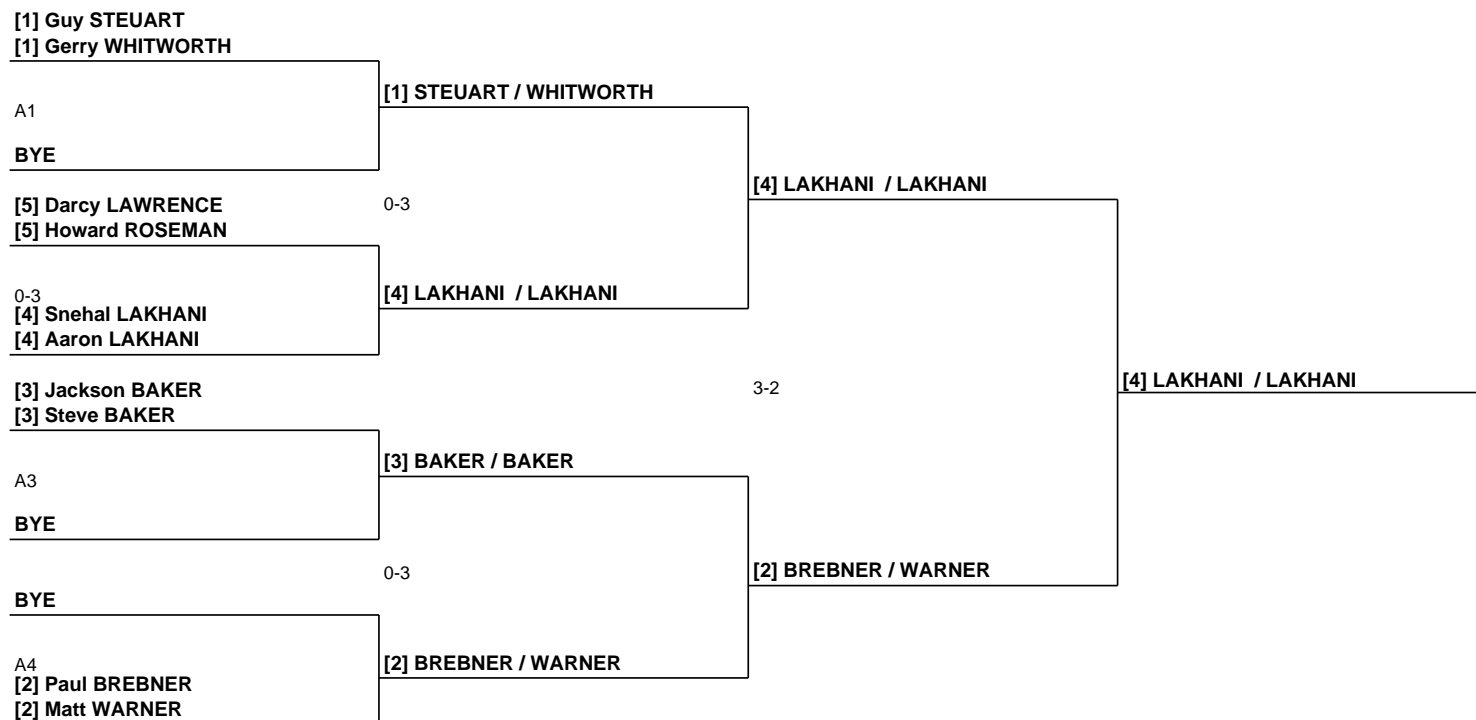 [1] Guy STEUART
[1] Gerry WHITWORTH
[1] STEUART / WHITWORTH
A1
BYE
[4] LAKHANI / LAKHANI
[5] Darcy LAWRENCE
0-3
[5] Howard ROSEMAN
0-3
[4] LAKHANI / LAKHANI
[4] Snehal LAKHANI
[4] Aaron LAKHANI
[4] LAKHANI / LAKHANI
[3] Jackson BAKER
3-2
[3] Steve BAKER
[3] BAKER / BAKER
A3
BYE
0-3
[2] BREBNER / WARNER
BYE
A4
[2] BREBNER / WARNER
[2] Paul BREBNER
[2] Matt WARNER